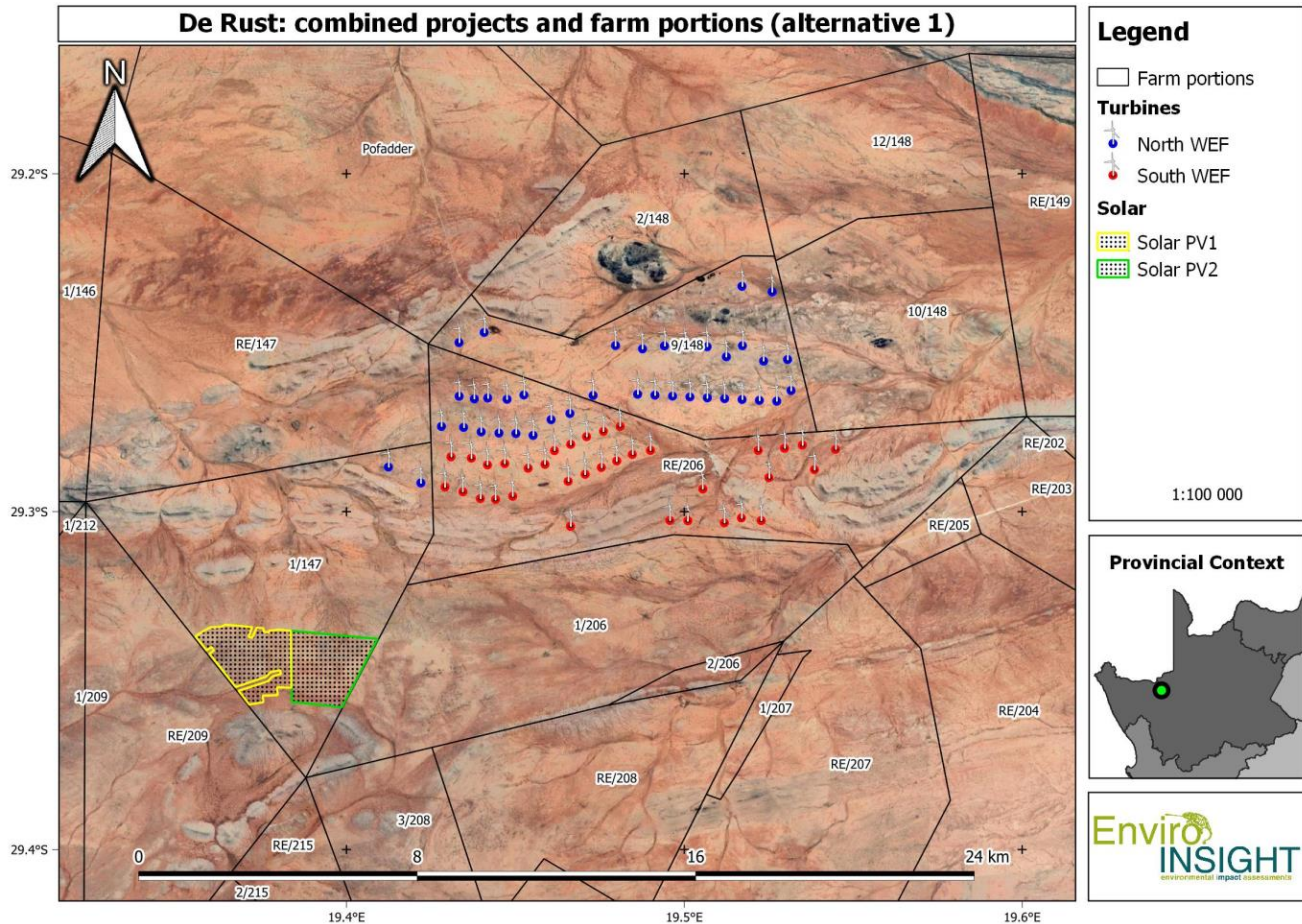 De Rust: combined projects and farm portions (alternative 1)
N
Pofadder
12/148
29.2°S
RE/149
2/148
1/146
10/148
RE/147
9/148
RE/206
RE/202
RE/203
29.3°S
1/212
RE/205
1/147
1/206
2/206
1/209
1/207
RE/204
RE/209
RE/208
RE/207
3/208
RE/215
29.4°S
0 8 16 24 km
2/215
19.4°E 19.5°E 19.6°E
Legend
Farm portions
Turbines
North WEF
South WEF
Solar
Solar PV1
Solar PV2
1:100 000
Provincial Context
Enviro
INSIGHT
environmental impact assessments